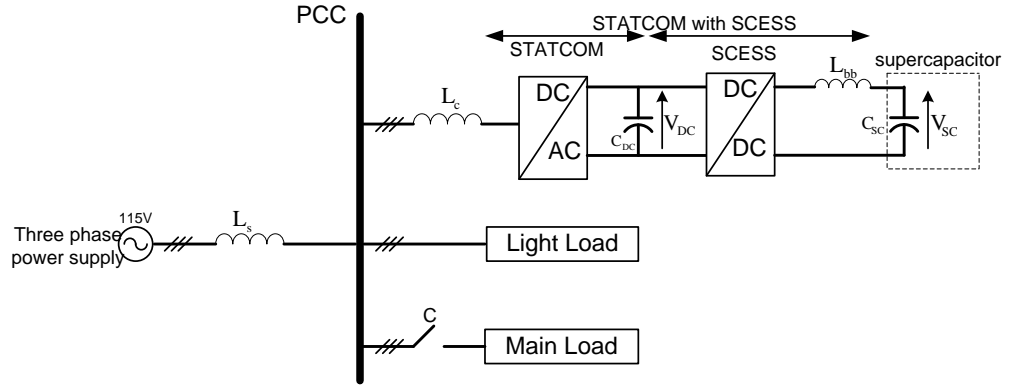 PCC
STATCOM with SCESS
STATCOM
SCESS
supercapacitor
L_bb
L_c
DC
AC
C_DC
V_DC
DC
DC
C_SC
V_SC
115V
L_s
Three phase
power supply
Light Load
C
Main Load